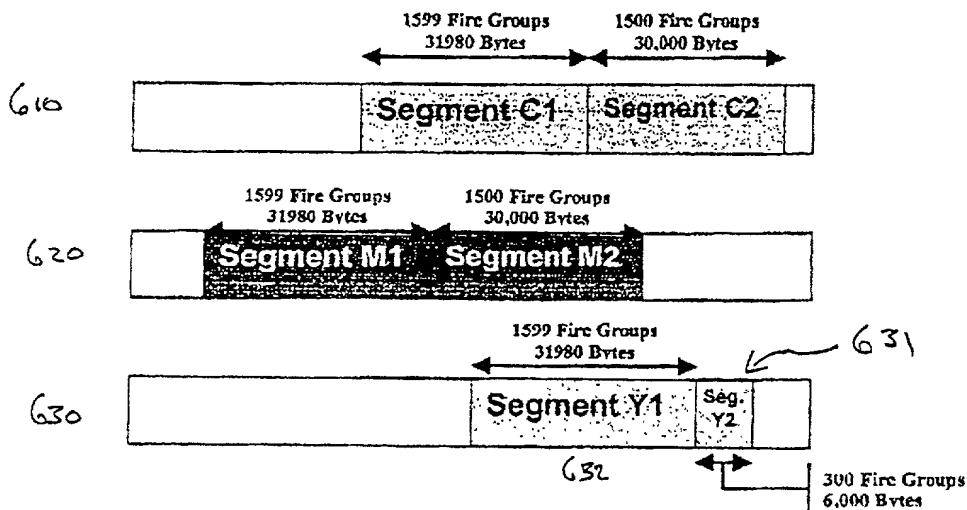 1599 Fire Groups 1500 Fire Groups
31980 Bytes 30,000 Bytes
610
Segment C1 Segment C2
1599 Fire Groups 1500 Fire Groups
31980 Bytes 30,000 Bytes
620
Segment M1 Segment M2
1599 Fire Groups
31980 Bytes
631
630
Segment Y1
Seg.
Y2
632
300 Fire Groups
6,000 Bytes